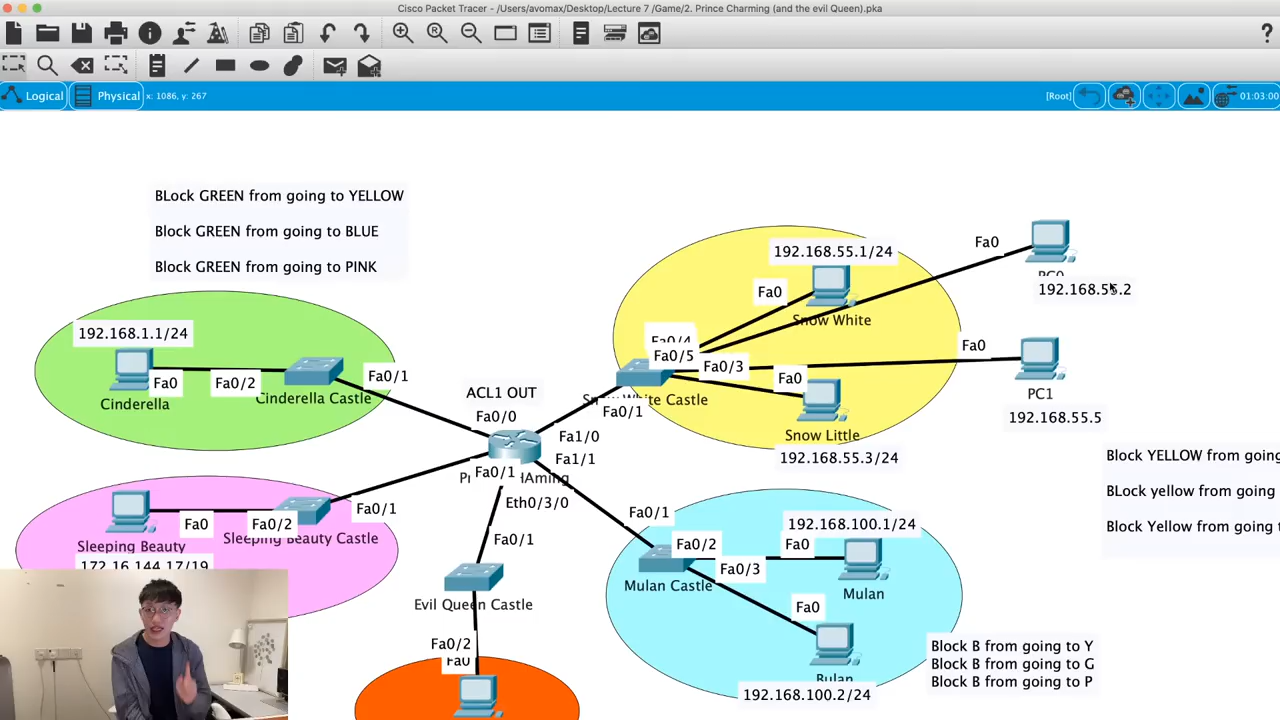 Cisco Packet Tracer - /Users/avomax/Desktop/Lecture 7 /Game/2. Prince Charming (and the evil Queen).pka
?
Logical
Physical
x: 1086, y: 267
[Root]
01:03:00
BLock GREEN from going to YELLOW
Block GREEN from going to BLUE
Block GREEN from going to PINK
192.168.1.1/24
Fa0
Fa0/2
Fa0/1
Cinderella
Cinderella Castle
ACL1 OUT
Fa0/0
Fa1/0
Fa1/1
Fa0/1
Eth0/3/0
192.168.55.1/24
Fa0
Snow White
Fa0/4
Fa0/5
Fa0/3
Snow White Castle
Fa0/1
Fa0
Snow Little
192.168.55.3/24
Fa0
PC0
192.168.55.2
Fa0
PC1
192.168.55.5
Block YELLOW from going
BLock yellow from going
Block Yellow from going
Fa0
Fa0/2
Fa0/1
Sleeping Beauty
Sleeping Beauty Castle
172.16.144.17/19
Fa0/1
Evil Queen Castle
Fa0/2
Fa0
Fa0/1
Fa0/2
Fa0/3
Mulan Castle
192.168.100.1/24
Fa0
Mulan
Fa0
Bulan
192.168.100.2/24
Block B from going to Y
Block B from going to G
Block B from going to P